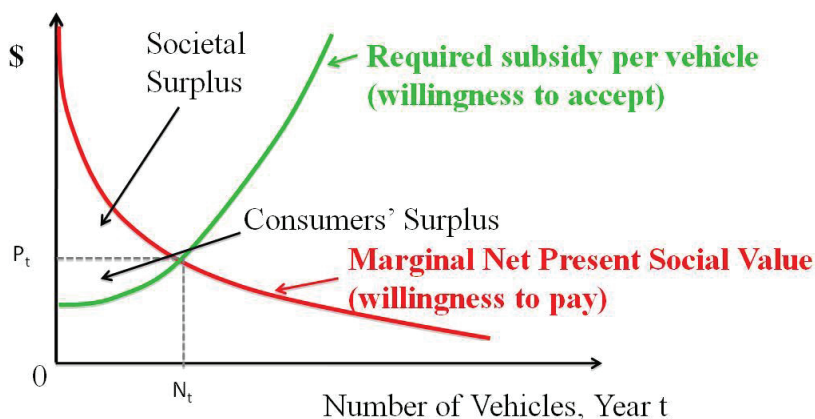 $
Societal
Surplus
Required subsidy per vehicle
(willingness to accept)
Consumers’ Surplus
Pt
Marginal Net Present Social Value
(willingness to pay)
0
Nt
Number of Vehicles, Year t